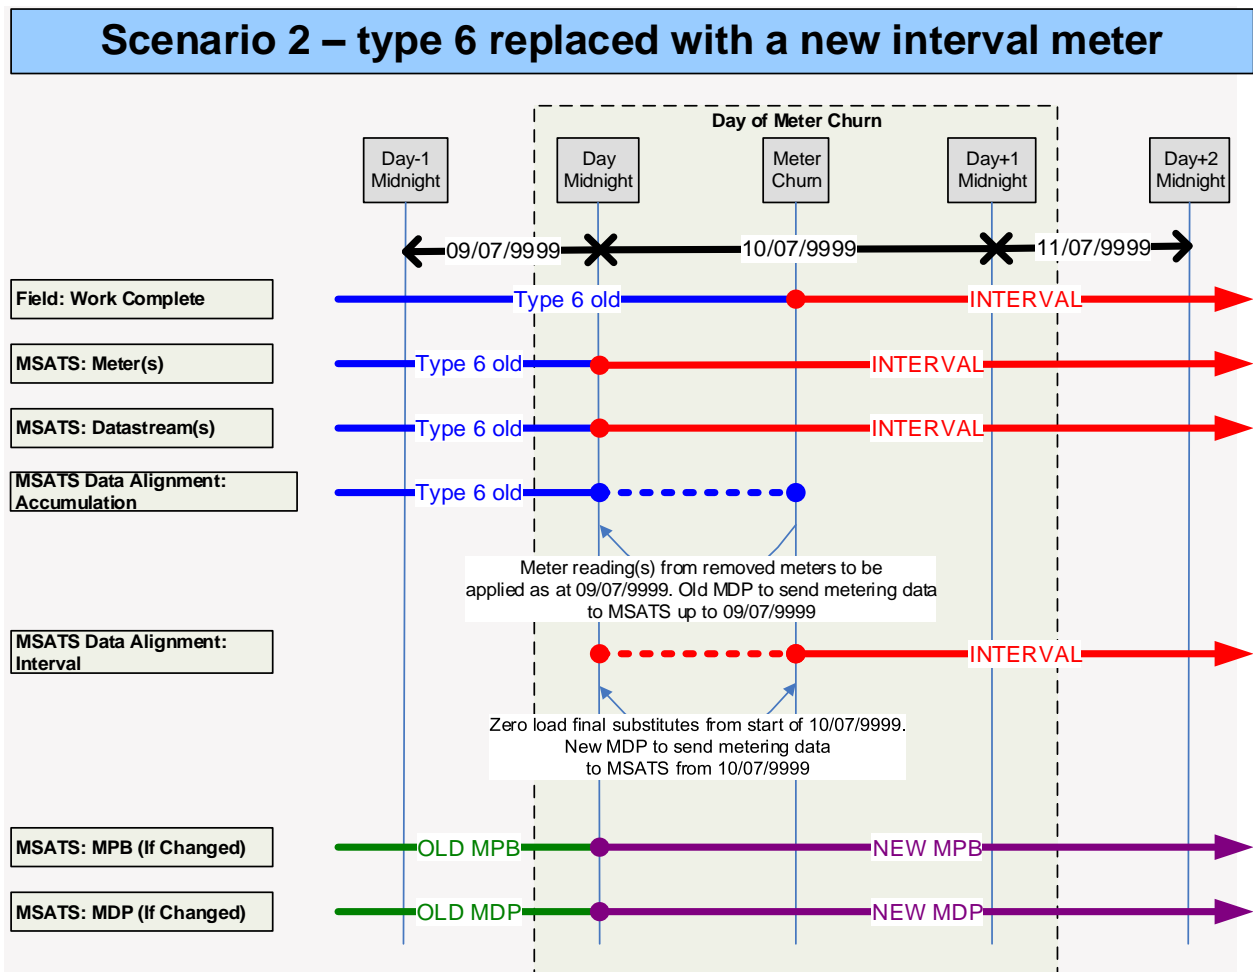 Scenario 2 – type 6 replaced with a new interval meter
Day of Meter Churn
Day-1
Midnight
Day
Midnight
Meter
Churn
Day+1
Midnight
Day+2
Midnight
09/07/9999
10/07/9999
11/07/9999
Field: Work Complete
Type 6 old
INTERVAL
MSATS: Meter(s)
Type 6 old
INTERVAL
MSATS: Datastream(s)
Type 6 old
INTERVAL
MSATS Data Alignment:
Accumulation
Type 6 old
Meter reading(s) from removed meters to be
applied as at 09/07/9999. Old MDP to send metering data
to MSATS up to 09/07/9999
MSATS Data Alignment:
Interval
INTERVAL
Zero load final substitutes from start of 10/07/9999.
New MDP to send metering data
to MSATS from 10/07/9999
MSATS: MPB (If Changed)
OLD MPB
NEW MPB
MSATS: MDP (If Changed)
OLD MDP
NEW MDP